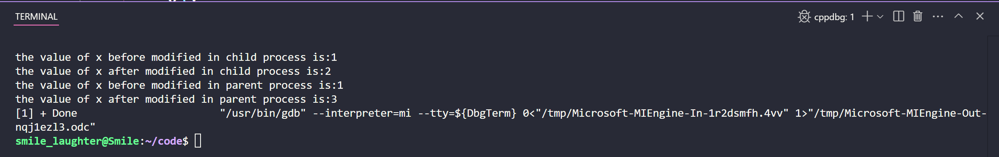 TERMINAL
cppdbg: 1
the value of x before modified in child process is:1
the value of x after modified in child process is:2
the value of x before modified in parent process is:1
the value of x after modified in parent process is:3
[1] + Done                       "/usr/bin/gdb" --interpreter=mi --tty=${DbgTerm} 0<"/tmp/Microsoft-MIEngine-In-1r2dsmfh.4vv" 1>"/tmp/Microsoft-MIEngine-Out-
nqj1ezl3.odc"
smile_laughter@Smile:~/code$